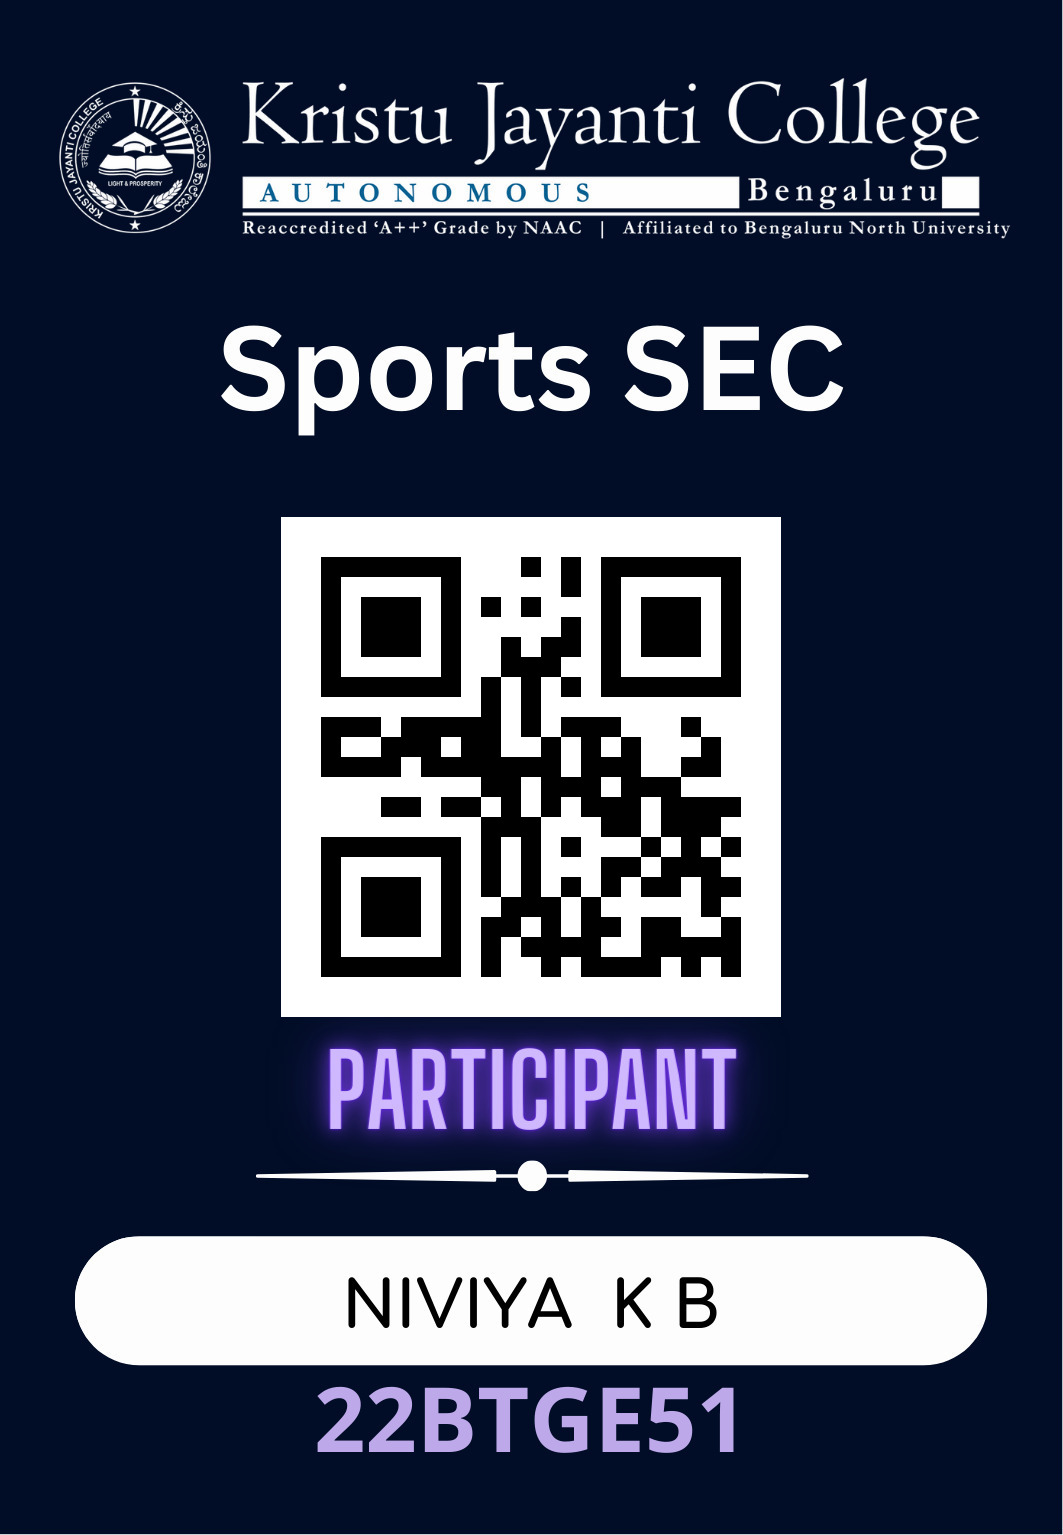 KRISTU JAYANTI COLLEGE
ಕ್ರಿಸ್ತು ಜಯಂತಿ ಕಾಲೇಜು
LIGHT & PROSPERITY
Kristu Jayanti College
AUTONOMOUS Bengaluru
Reaccredited ‘A++’ Grade by NAAC | Affiliated to Bengaluru North University
Sports SEC
PARTICIPANT
NIVIYA K B
22BTGE51